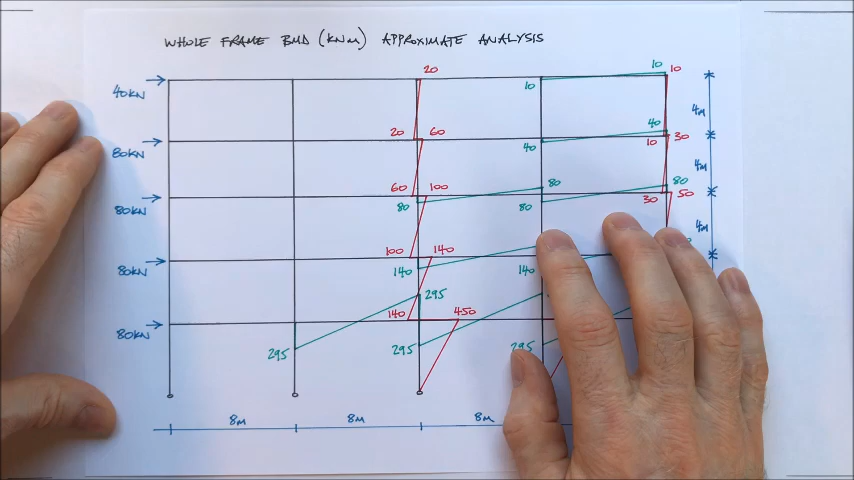 WHOLE FRAME BMD (KNM) APPROXIMATE ANALYSIS
20 10 10
40KN 10 4M
20 60 40 10 30
80KN 40 4M
60 100 80 80 50
80KN 80 80 30 4M
100 140
80KN 140 140
295
140 450
80KN 295 295 295
8M 8M 8M